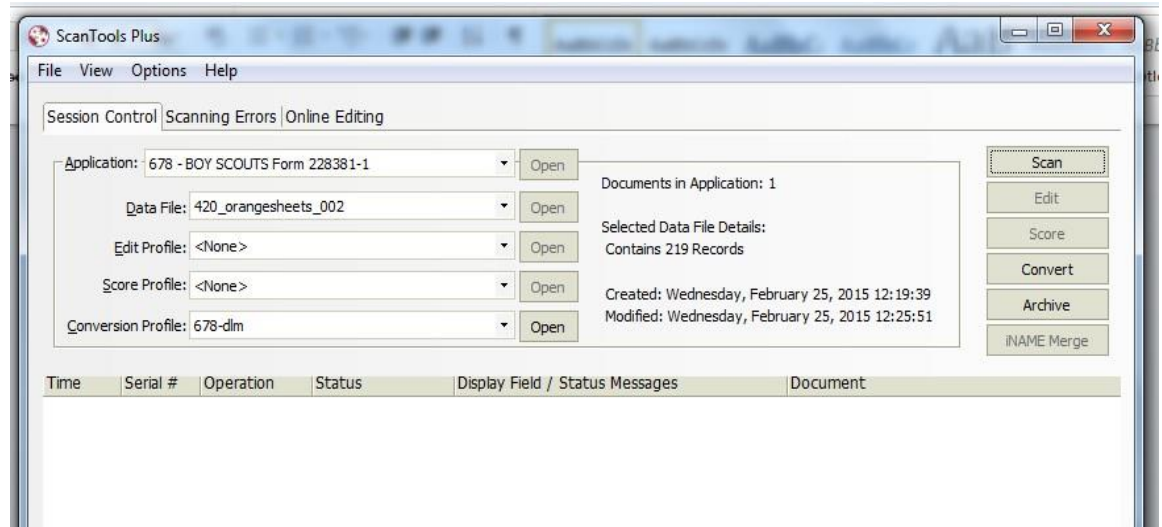 ScanTools Plus
File View Options Help
Session Control Scanning Errors Online Editing
Application: 678 - BOY SCOUTS Form 228381-1 Open
Data File: 420_orangesheets_002 Open
Edit Profile: <None> Open
Score Profile: <None> Open
Conversion Profile: 678-dlm Open
Documents in Application: 1
Selected Data File Details:
Contains 219 Records
Created: Wednesday, February 25, 2015 12:19:39
Modified: Wednesday, February 25, 2015 12:25:51
Scan
Edit
Score
Convert
Archive
iNAME Merge
Time Serial # Operation Status Display Field / Status Messages Document